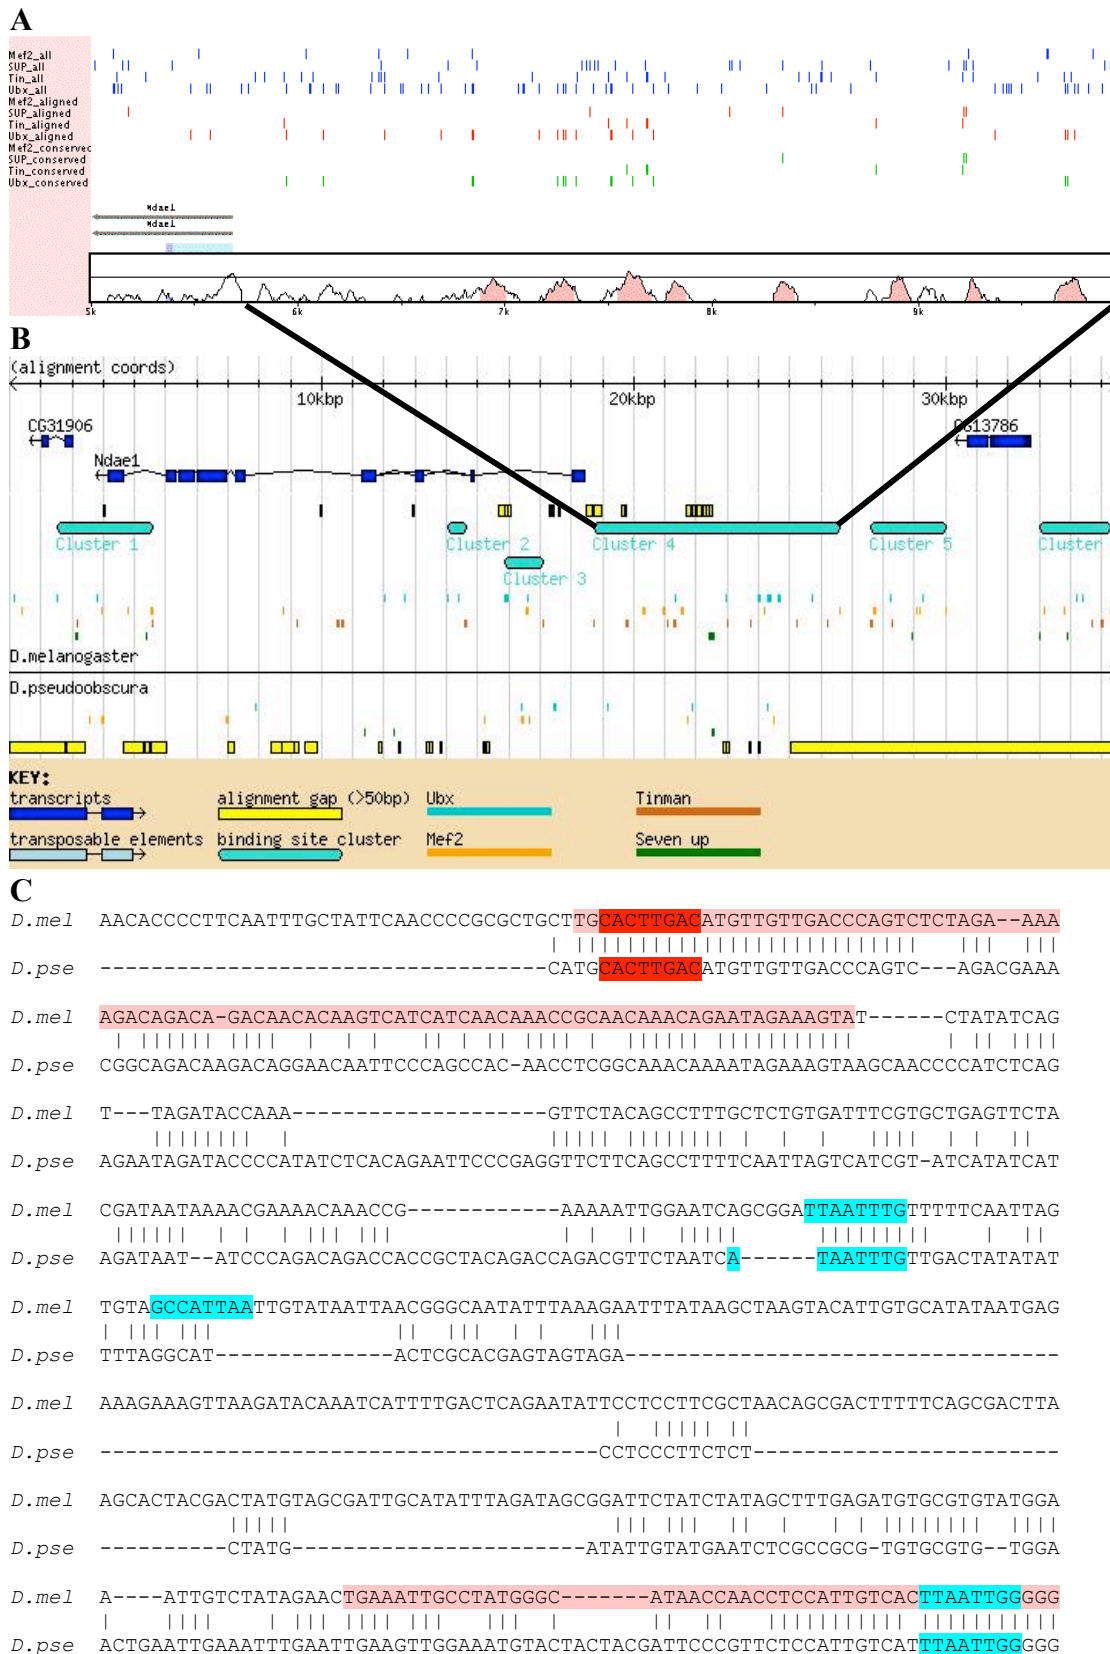 A
Mef2_all
SUP_all
Tin_all
Ubx_all
Mef2_aligned
SUP_aligned
Tin_aligned
Ubx_aligned
Mef2_conserved
SUP_conserved
Tin_conserved
Ubx_conserved
Ndae1
Ndae1
5k 6k 7k 8k 9k
B
(alignment coords)
10kbp 20kbp 30kbp
CG31906 CG13786
Ndae1
Cluster 1 Cluster 2 Cluster 4 Cluster 5 Cluster
Cluster 3
D.melanogaster
D.pseudoobscura
KEY:
transcripts alignment gap (>50bp) Ubx Tinman
transposable elements binding site cluster Mef2 Seven up
C
D.mel AACACCCCTTCAATTTGCTATTCAACCCCGCGCTGCTTGCACTTGACATGTTGTTGACCCAGTCTCTAGA--AAA
D.pse -----------------------------------CATGCACTTGACATGTTGTTGACCCAGTC---AGACGAAA
D.mel AGACAGACA-GACAACACAAGTCATCATCAACAAACCGCAACAAACAGAATAGAAAGTAT------CTATATCAG
D.pse CGGCAGACAAGACAGGAACAATTCCCAGCCAC-AACCTCGGCAAACAAAATAGAAAGTAAGCAACCCCATCTCAG
D.mel T---TAGATACCAAA--------------------GTTCTACAGCCTTTGCTCTGTGATTTCGTGCTGAGTTCTA
D.pse AGAATAGATACCCCATATCTCACAGAATTCCCGAGGTTCTTCAGCCTTTTCAATTAGTCATCGT-ATCATATCAT
D.mel CGATAATAAAACGAAAACAAACCG------------AAAAATTGGAATCAGCGGATTAATTTGTTTTTCAATTAG
D.pse AGATAAT--ATCCCAGACAGACCACCGCTACAGACCAGACGTTCTAATCA------TAATTTGTTGACTATATAT
D.mel TGTAGCCATTAATTGTATAATTAACGGGCAATATTTAAAGAATTTATAAGCTAAGTACATTGTGCATATAATGAG
D.pse TTTAGGCAT--------------ACTCGCACGAGTAGTAGA----------------------------------
D.mel AAAGAAAGTTAAGATACAAATCATTTTGACTCAGAATATTCCTCCTTCGCTAACAGCGACTTTTTCAGCGACTTA
D.pse ---------------------------------------CCTCCCTTCTCT------------------------
D.mel AGCACTACGACTATGTAGCGATTGCATATTTAGATAGCGGATTCTATCTATAGCTTTGAGATGTGCGTGTATGGA
D.pse ----------CTATG-----------------------ATATTGTATGAATCTCGCCGCG-TGTGCGTG--TGGA
D.mel A----ATTGTCTATAGAACTGAAATTGCCTATGGGC-------ATAACCAACCTCCATTGTCACTTAATTGGGGG
D.pse ACTGAATTGAAATTTGAATTGAAGTTGGAAATGTACTACTACGATTCCCGTTCTCCATTGTCATTTAATTGGGGG